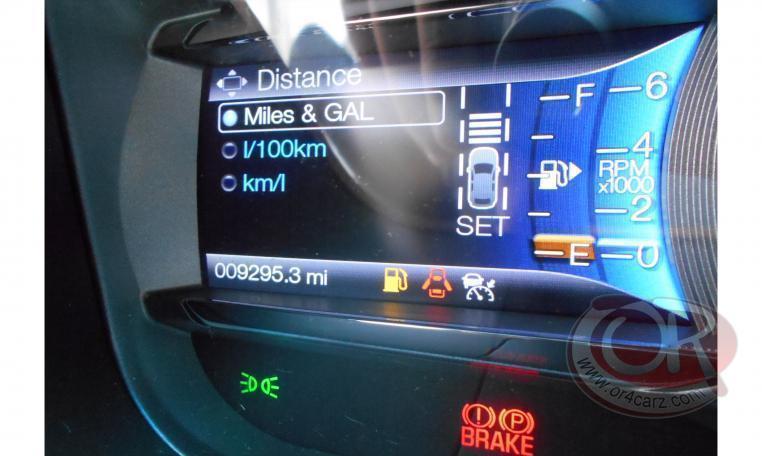 Distance
Miles & GAL
l/100km
km/l
SET
F
E
6
4
RPM
x1000
2
0
009295.3 mi
! P
BRAKE
OR
www.or4carz.com